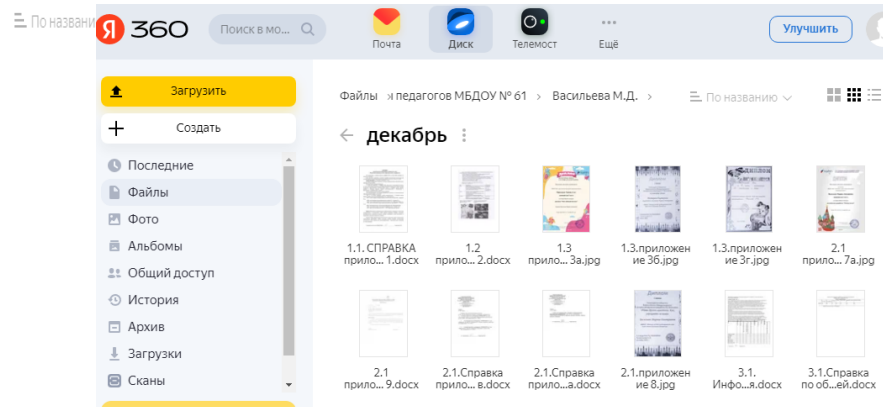 По названи
Я 360
Поиск в мо...
Почта
Диск
Телемост
Ещё
Улучшить
Загрузить
Создать
Последние
Файлы
Фото
Альбомы
Общий доступ
История
Архив
Загрузки
Сканы
Файлы и педагогов МБДОУ № 61 > Васильева М.Д. >
По названию
декабрь
1.1. СПРАВКА
прило... 1.docx
1.2
прило... 2.docx
1.3
прило... 3а.jpg
1.3.приложен
ие 3б.jpg
1.3.приложен
ие 3г.jpg
2.1
прило... 7а.jpg
2.1
прило... 9.docx
2.1.Справка
прило... в.docx
2.1.Справка
прило...а.docx
2.1.приложен
ие 8.jpg
3.1.
Инфо...я.docx
3.1.Справка
по об...ей.docx